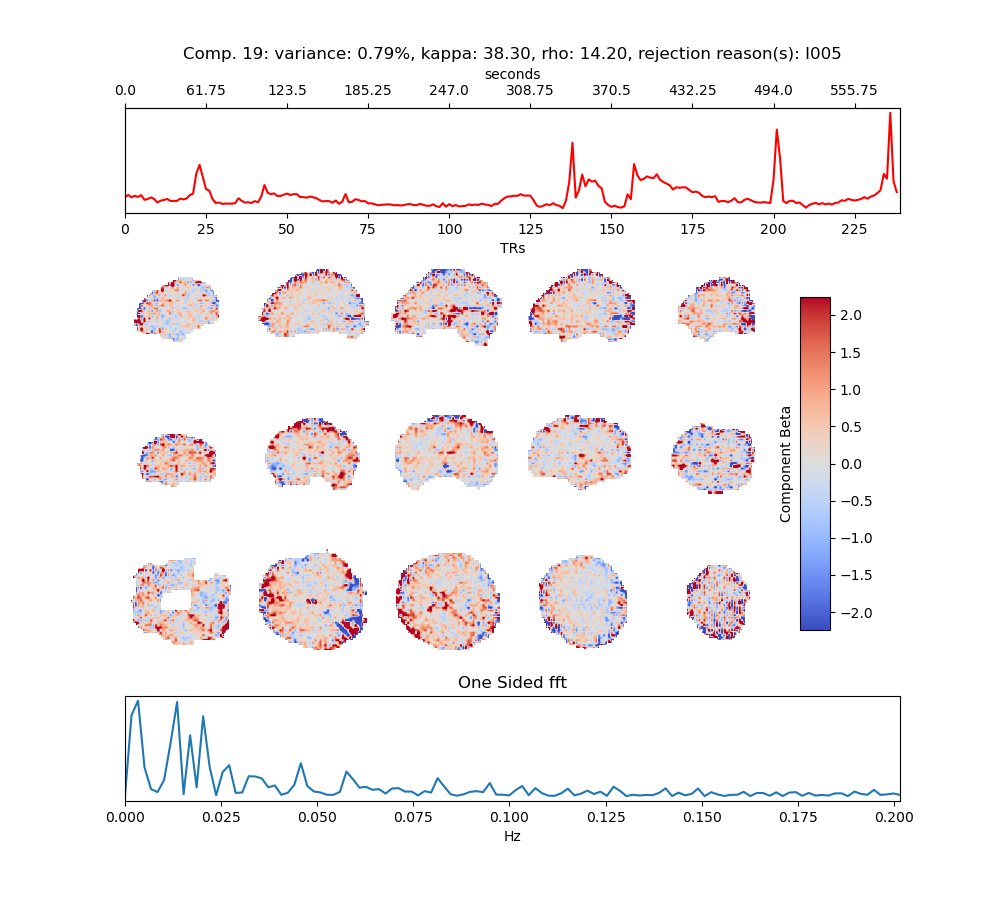 Comp. 19: variance: 0.79%, kappa: 38.30, rho: 14.20, rejection reason(s): I005
seconds
0.0 61.75 123.5 185.25 247.0 308.75 370.5 432.25 494.0 555.75
0 25 50 75 100 125 150 175 200 225
TRs
2.0
1.5
1.0
0.5
0.0
−0.5
−1.0
−1.5
−2.0
Component Beta
One Sided fft
0.000 0.025 0.050 0.075 0.100 0.125 0.150 0.175 0.200
Hz